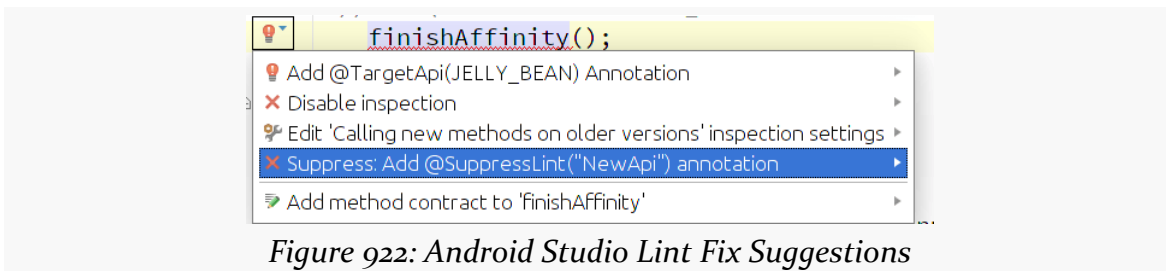 finishAffinity();
Add @TargetApi(JELLY_BEAN) Annotation
Disable inspection
Edit 'Calling new methods on older versions' inspection settings
Suppress: Add @SuppressLint("NewApi") annotation
Add method contract to 'finishAffinity'
Figure 922: Android Studio Lint Fix Suggestions